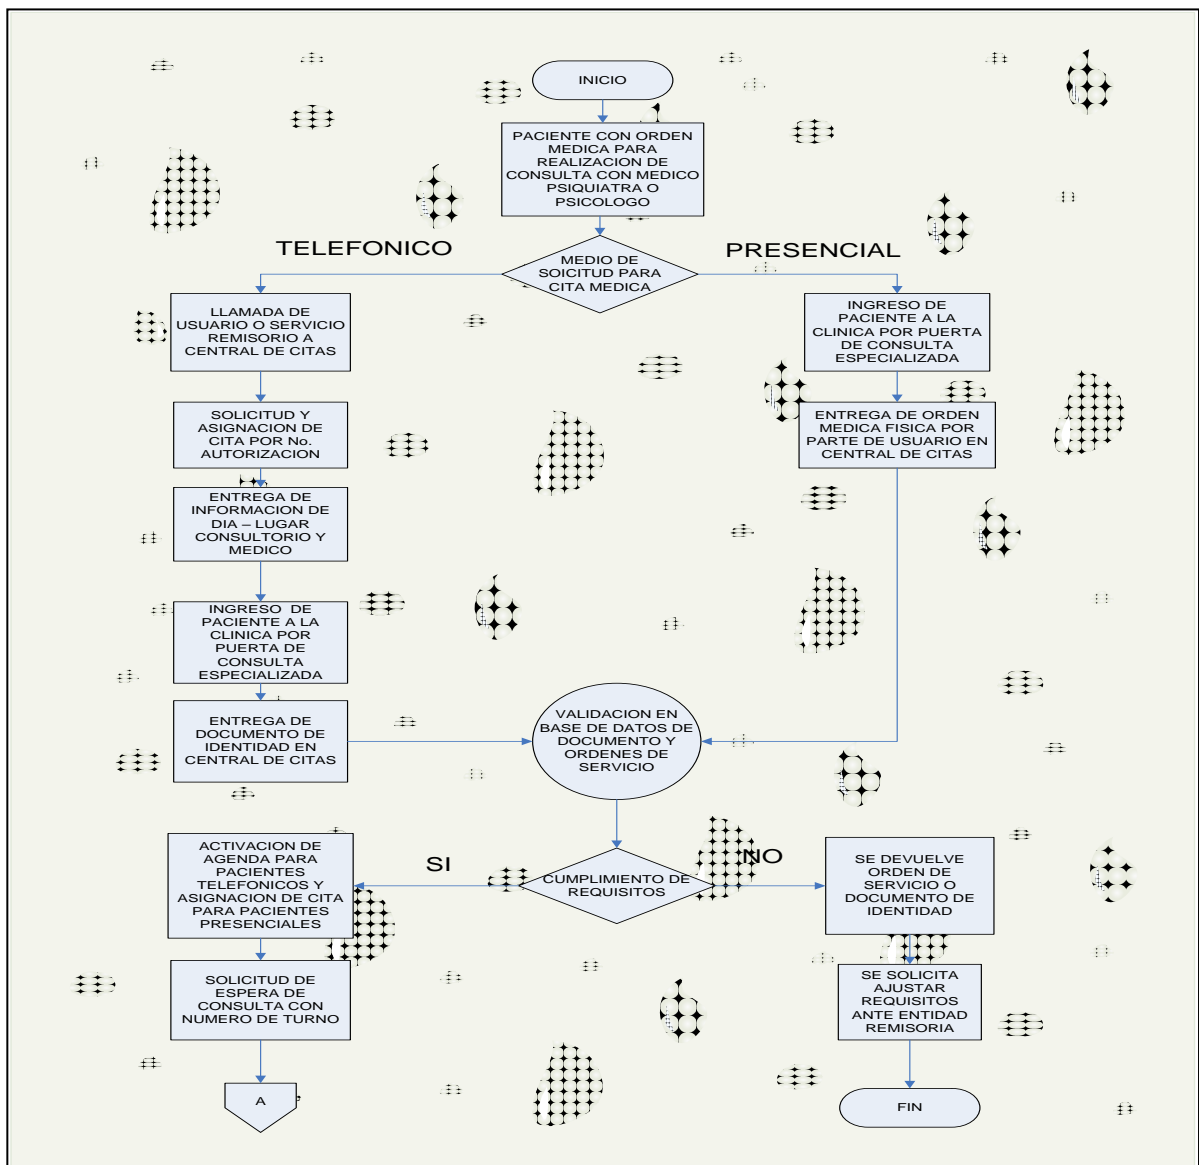 INICIO
PACIENTE CON ORDEN
MEDICA PARA
REALIZACION DE
CONSULTA CON MEDICO
PSIQUIATRA O
PSICOLOGO
TELEFONICO
PRESENCIAL
MEDIO DE
SOICITUD PARA
CITA MEDICA
LLAMADA DE
USUARIO O SERVICIO
REMISORIO A
CENTRAL DE CITAS
INGRESO DE
PACIENTE A LA
CLINICA POR PUERTA
DE CONSULTA
ESPECIALIZADA
SOLICITUD Y
ASIGNACION DE
CITA POR No.
AUTORIZACION
ENTREGA DE ORDEN
MEDICA FISICA POR
PARTE DE USUARIO EN
CENTRAL DE CITAS
ENTREGA DE
INFORMACION DE
DIA – LUGAR
CONSULTORIO Y
MEDICO
INGRESO DE
PACIENTE A LA
CLINICA POR
PUERTA DE
CONSULTA
ESPECIALIZADA
ENTREGA DE
DOCUMENTO DE
IDENTIDAD EN
CENTRAL DE CITAS
VALIDACION EN
BASE DE DATOS DE
DOCUMENTO Y
ORDENES DE
SERVICIO
SI
NO
CUMPLIMIENTO DE
REQUISITOS
ACTIVACION DE
AGENDA PARA
PACIENTES
TELEFONICOS Y
ASIGNACION DE CITA
PARA PACIENTES
PRESENCIALES
SE DEVUELVE
ORDEN DE
SERVICIO O
DOCUMENTO DE
IDENTIDAD
SOLICITUD DE
ESPERA DE
CONSULTA CON
NUMERO DE TURNO
SE SOLICITA
AJUSTAR
REQUISITOS
ANTE ENTIDAD
REMISORIA
A
FIN